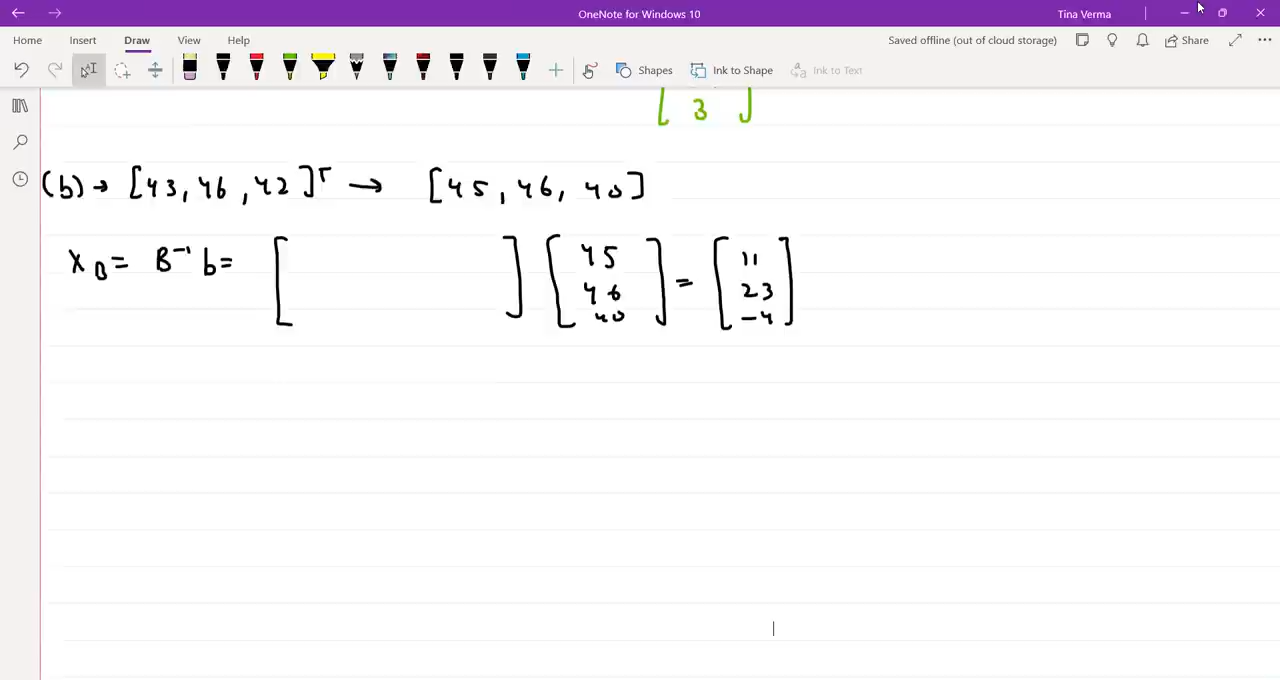 OneNote for Windows 10
Tina Verma
Home Insert Draw View Help
Saved offline (out of cloud storage)
Share
Shapes
Ink to Shape
Ink to Text
[ 3 ]
(b) → [43, 46, 42]ᵀ → [45, 46, 40]
X_B = B⁻¹ b = [ ] [ 45 ] = [ 11 ]
46 23
40 -4